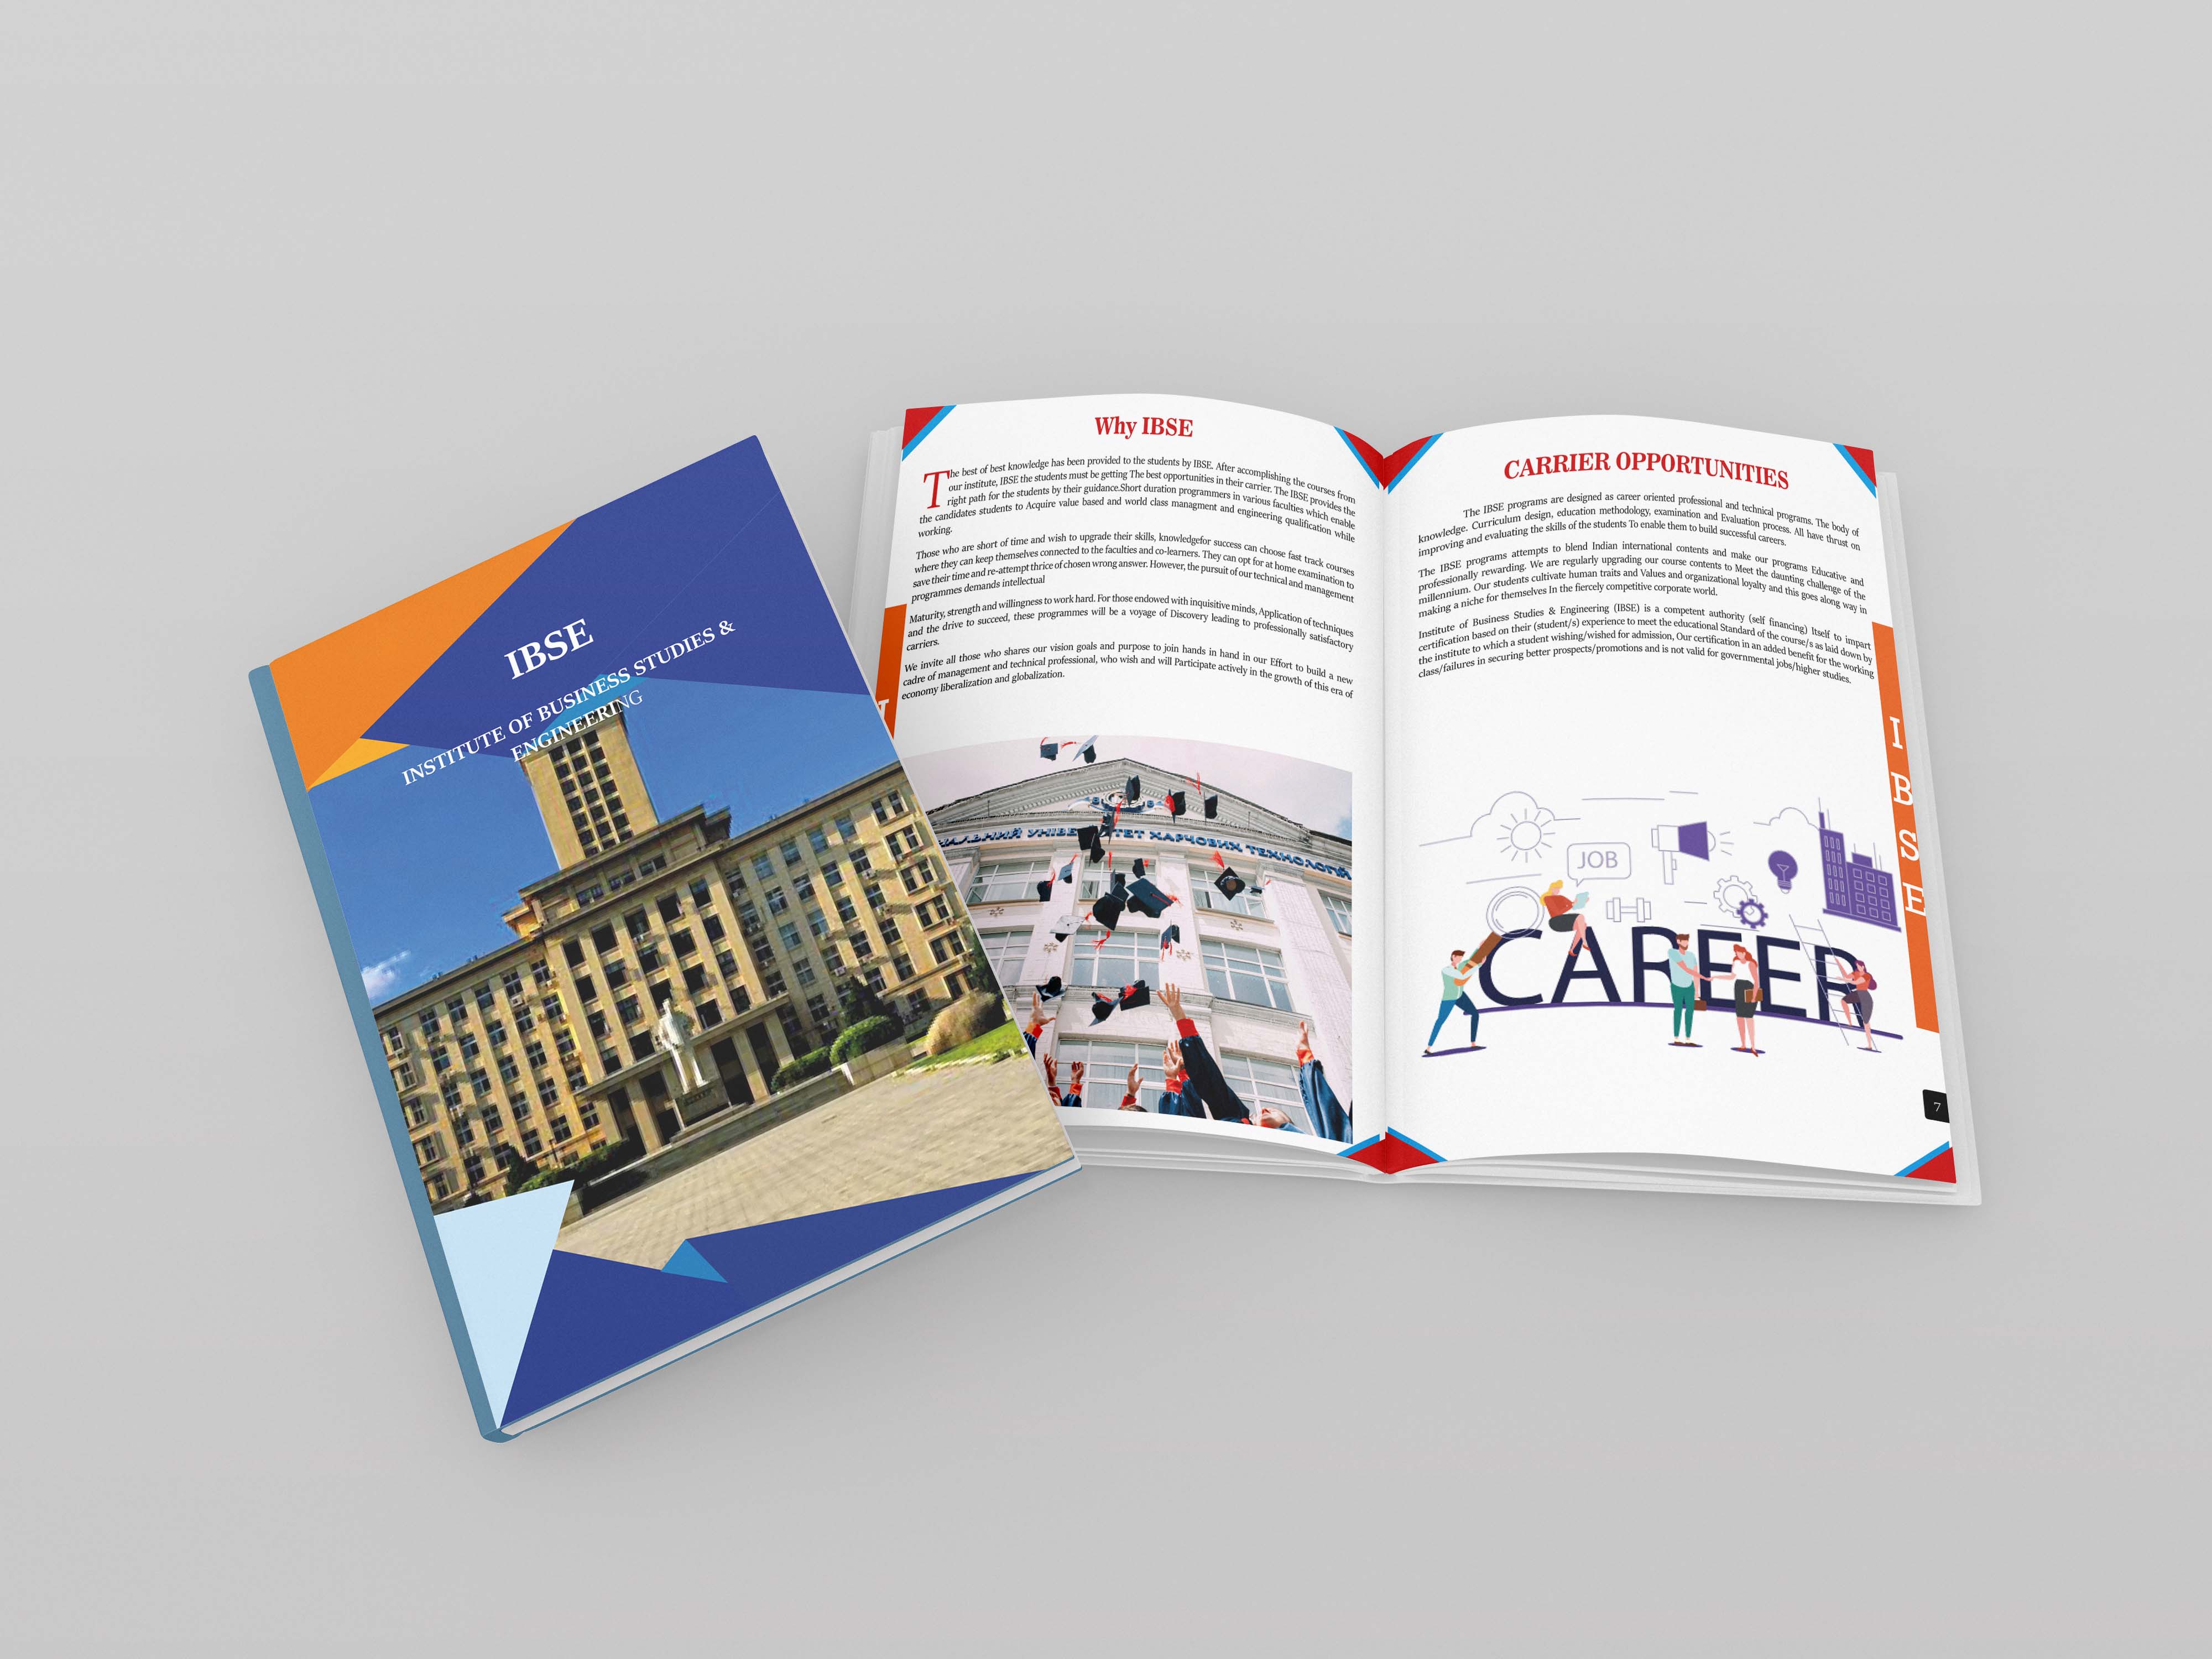 IBSE
INSTITUTE OF BUSINESS STUDIES &
ENGINEERING
Why IBSE
The best of best knowledge has been provided to the students by IBSE. After accomplishing the courses from
our institute, IBSE the students must be getting The best opportunities in their carrier. The IBSE provides the
right path for the students by their guidance.Short duration programmers in various faculties which enable
the candidates students to Acquire value based and world class managment and engineering qualification while
working.
Those who are short of time and wish to upgrade their skills, knowledgefor success can choose fast track courses
where they can keep themselves connected to the faculties and co-learners. They can opt for at home examination to
save their time and re-attempt thrice of chosen wrong answer. However, the pursuit of our technical and management
programmes demands intellectual
Maturity, strength and willingness to work hard. For those endowed with inquisitive minds, Application of techniques
and the drive to succeed, these programmes will be a voyage of Discovery leading to professionally satisfactory
carriers.
We invite all those who shares our vision goals and purpose to join hands in hand in our Effort to build a new
cadre of management and technical professional, who wish and will Participate actively in the growth of this era of
economy liberalization and globalization.
УНІВЕ ТЕТ ХАРЧОВИХ ТЕХНОЛОГІЙ
CARRIER OPPORTUNITIES
The IBSE programs are designed as career oriented professional and technical programs. The body of
knowledge. Curriculum design, education methodology, examination and Evaluation process. All have thrust on
improving and evaluating the skills of the students To enable them to build successful careers.
The IBSE programs attempts to blend Indian international contents and make our programs Educative and
professionally rewarding. We are regularly upgrading our course contents to Meet the daunting challenge of the
millennium. Our students cultivate human traits and Values and organizational loyalty and this goes along way in
making a niche for themselves In the fiercely competitive corporate world.
Institute of Business Studies & Engineering (IBSE) is a competent authority (self financing) Itself to impart
certification based on their (student/s) experience to meet the educational Standard of the course/s as laid down by
the institute to which a student wishing/wished for admission, Our certification in an added benefit for the working
class/failures in securing better prospects/promotions and is not valid for governmental jobs/higher studies.
JOB
CAREER
I
B
S
E
7